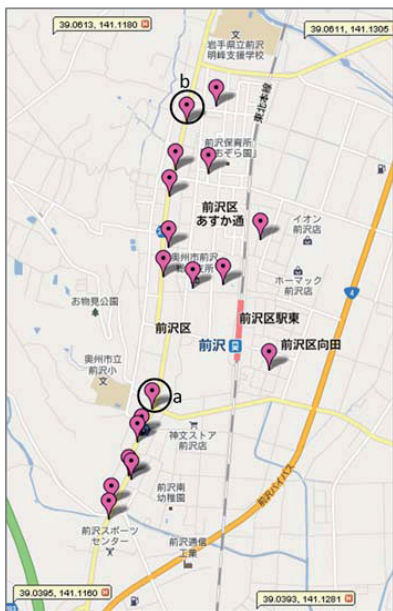 39.0613, 141.1180
39.0611, 141.1305
岩手県立前沢
明峰支援学校
b
東北本線
前沢保育所
おぞら園」
前沢区
あすか通
イオン
前沢店
奥州市前沢
ホーマック
前沢店
お物見公園
4
前沢区
前沢区駅東
前沢
前沢区向田
奥州市立
前沢小
a
神文ストア
前沢店
前沢南
幼稚園
前沢バイパス
前沢スポーツ
センター
前沢通信
工業
39.0395, 141.1160
39.0393, 141.1281